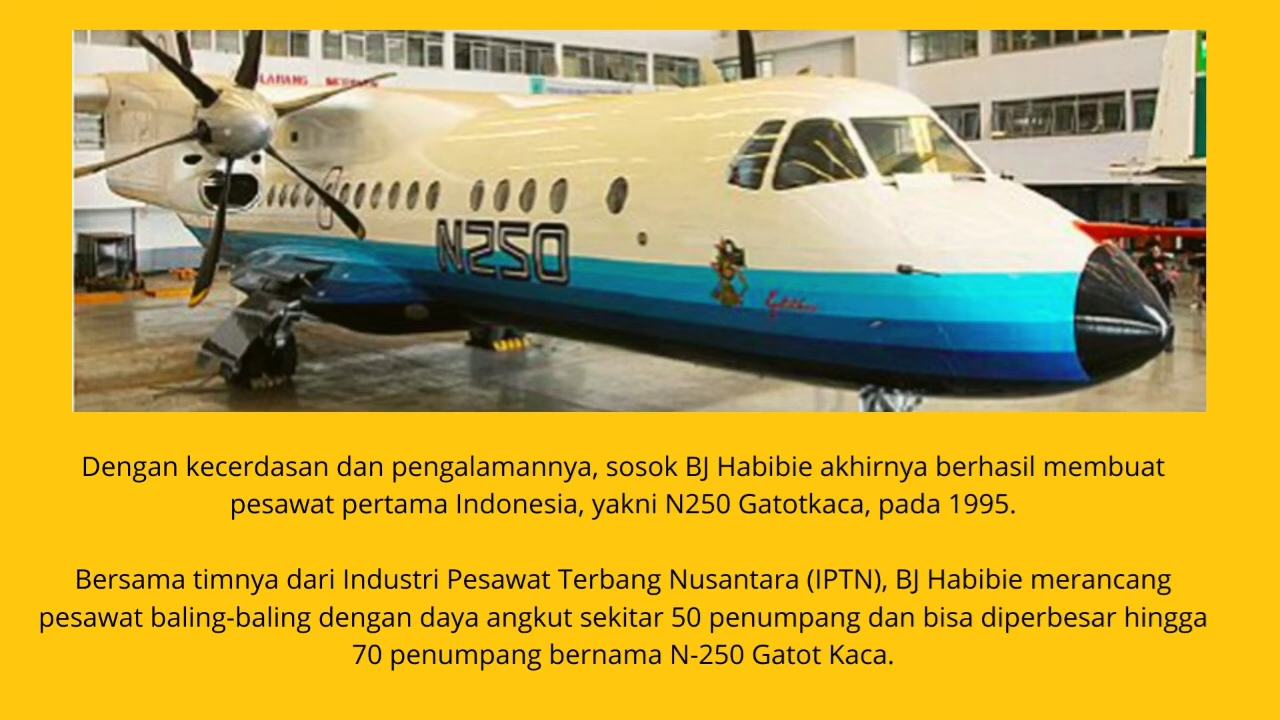 N250
Dengan kecerdasan dan pengalamannya, sosok BJ Habibie akhirnya berhasil membuat
pesawat pertama Indonesia, yakni N250 Gatotkaca, pada 1995.
Bersama timnya dari Industri Pesawat Terbang Nusantara (IPTN), BJ Habibie merancang
pesawat baling-baling dengan daya angkut sekitar 50 penumpang dan bisa diperbesar hingga
70 penumpang bernama N-250 Gatot Kaca.